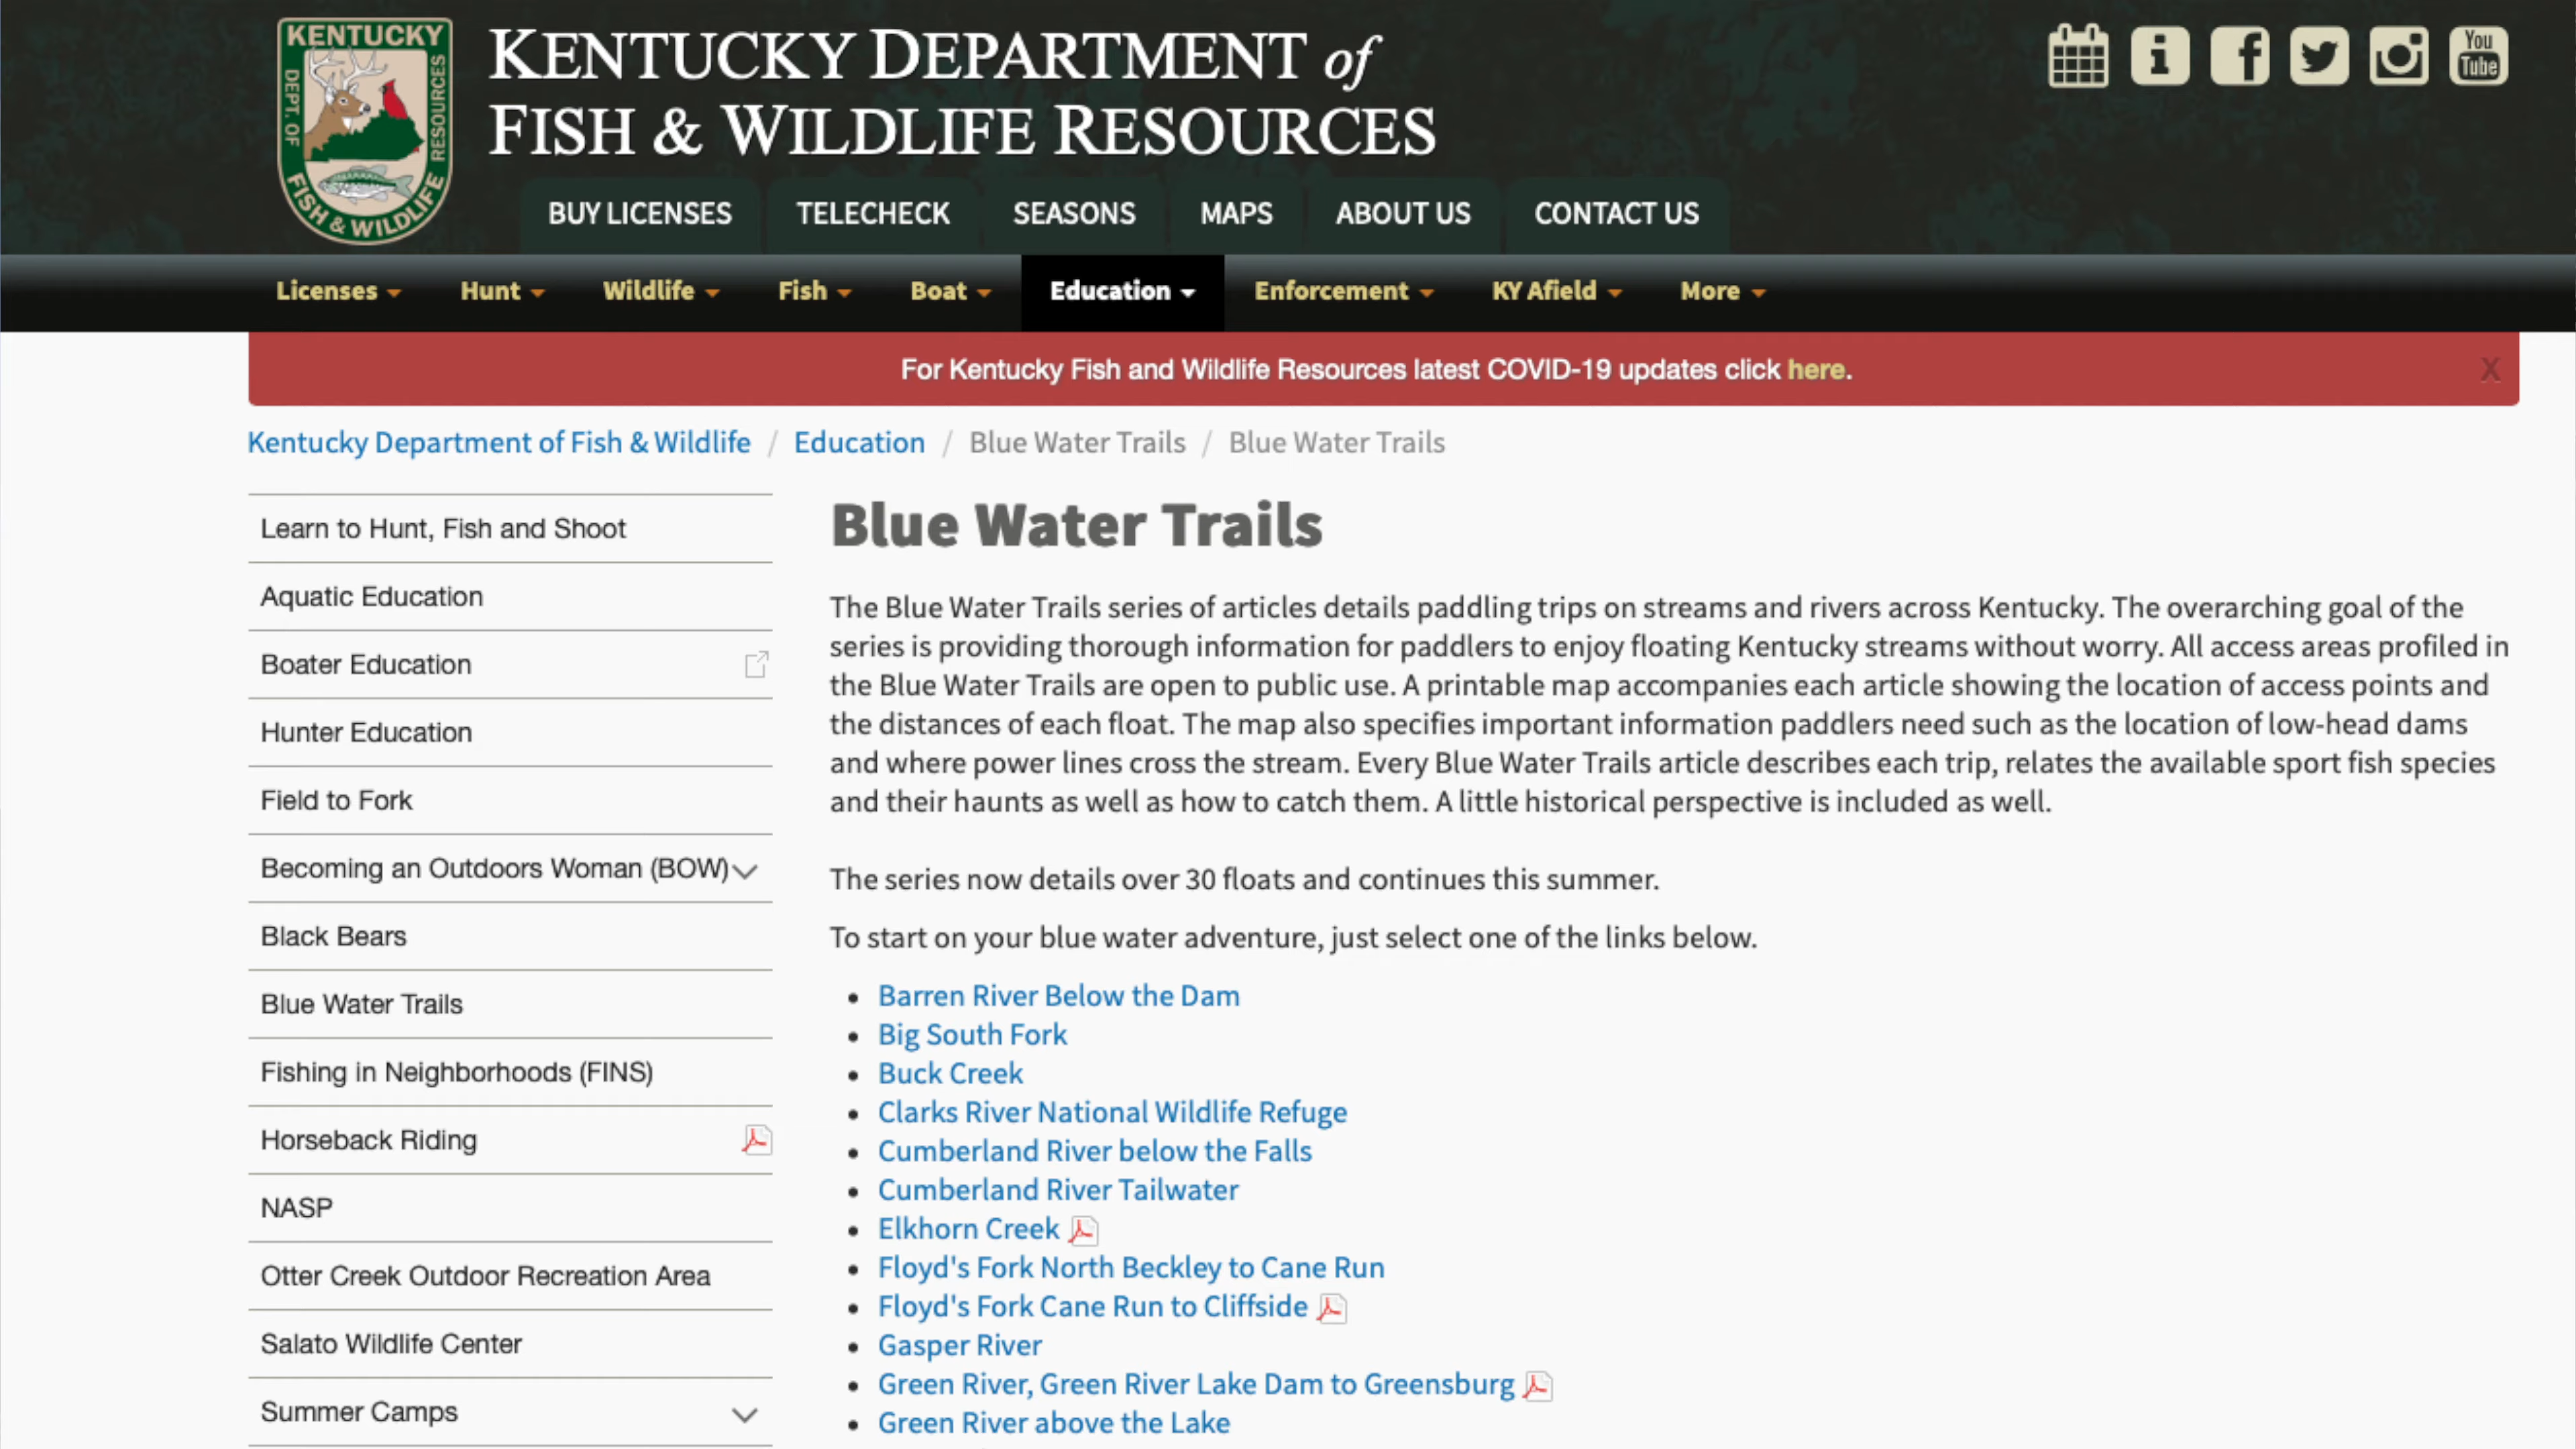 KENTUCKY
DEPT. OF
RESOURCES
FISH & WILDLIFE
KENTUCKY DEPARTMENT of
FISH & WILDLIFE RESOURCES
You
Tube
BUY LICENSES TELECHECK SEASONS MAPS ABOUT US CONTACT US
Licenses Hunt Wildlife Fish Boat Education Enforcement KY Afield More
For Kentucky Fish and Wildlife Resources latest COVID-19 updates click here.
X
Kentucky Department of Fish & Wildlife / Education / Blue Water Trails / Blue Water Trails
Learn to Hunt, Fish and Shoot
Aquatic Education
Boater Education
Hunter Education
Field to Fork
Becoming an Outdoors Woman (BOW)
Black Bears
Blue Water Trails
Fishing in Neighborhoods (FINS)
Horseback Riding
NASP
Otter Creek Outdoor Recreation Area
Salato Wildlife Center
Summer Camps
Blue Water Trails
The Blue Water Trails series of articles details paddling trips on streams and rivers across Kentucky. The overarching goal of the
series is providing thorough information for paddlers to enjoy floating Kentucky streams without worry. All access areas profiled in
the Blue Water Trails are open to public use. A printable map accompanies each article showing the location of access points and
the distances of each float. The map also specifies important information paddlers need such as the location of low-head dams
and where power lines cross the stream. Every Blue Water Trails article describes each trip, relates the available sport fish species
and their haunts as well as how to catch them. A little historical perspective is included as well.
The series now details over 30 floats and continues this summer.
To start on your blue water adventure, just select one of the links below.
• Barren River Below the Dam
• Big South Fork
• Buck Creek
• Clarks River National Wildlife Refuge
• Cumberland River below the Falls
• Cumberland River Tailwater
• Elkhorn Creek
• Floyd's Fork North Beckley to Cane Run
• Floyd's Fork Cane Run to Cliffside
• Gasper River
• Green River, Green River Lake Dam to Greensburg
• Green River above the Lake